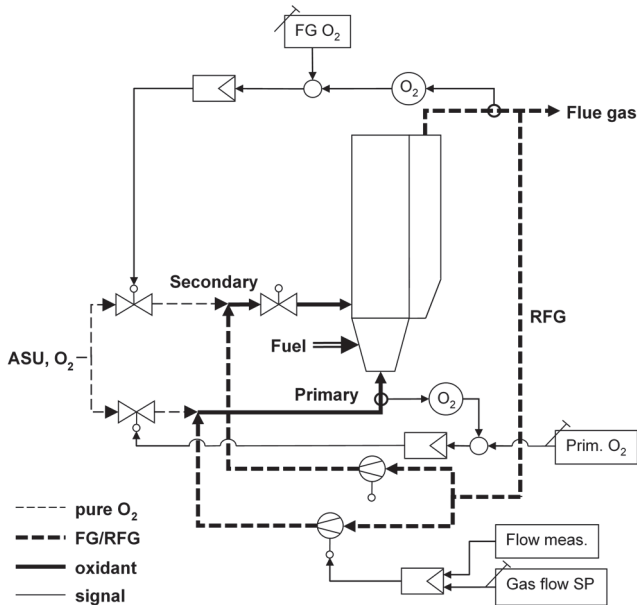 FG O₂
O₂
Flue gas
Secondary
RFG
Fuel
ASU, O₂
Primary
O₂
Prim. O₂
pure O₂
FG/RFG
oxidant
signal
Flow meas.
Gas flow SP